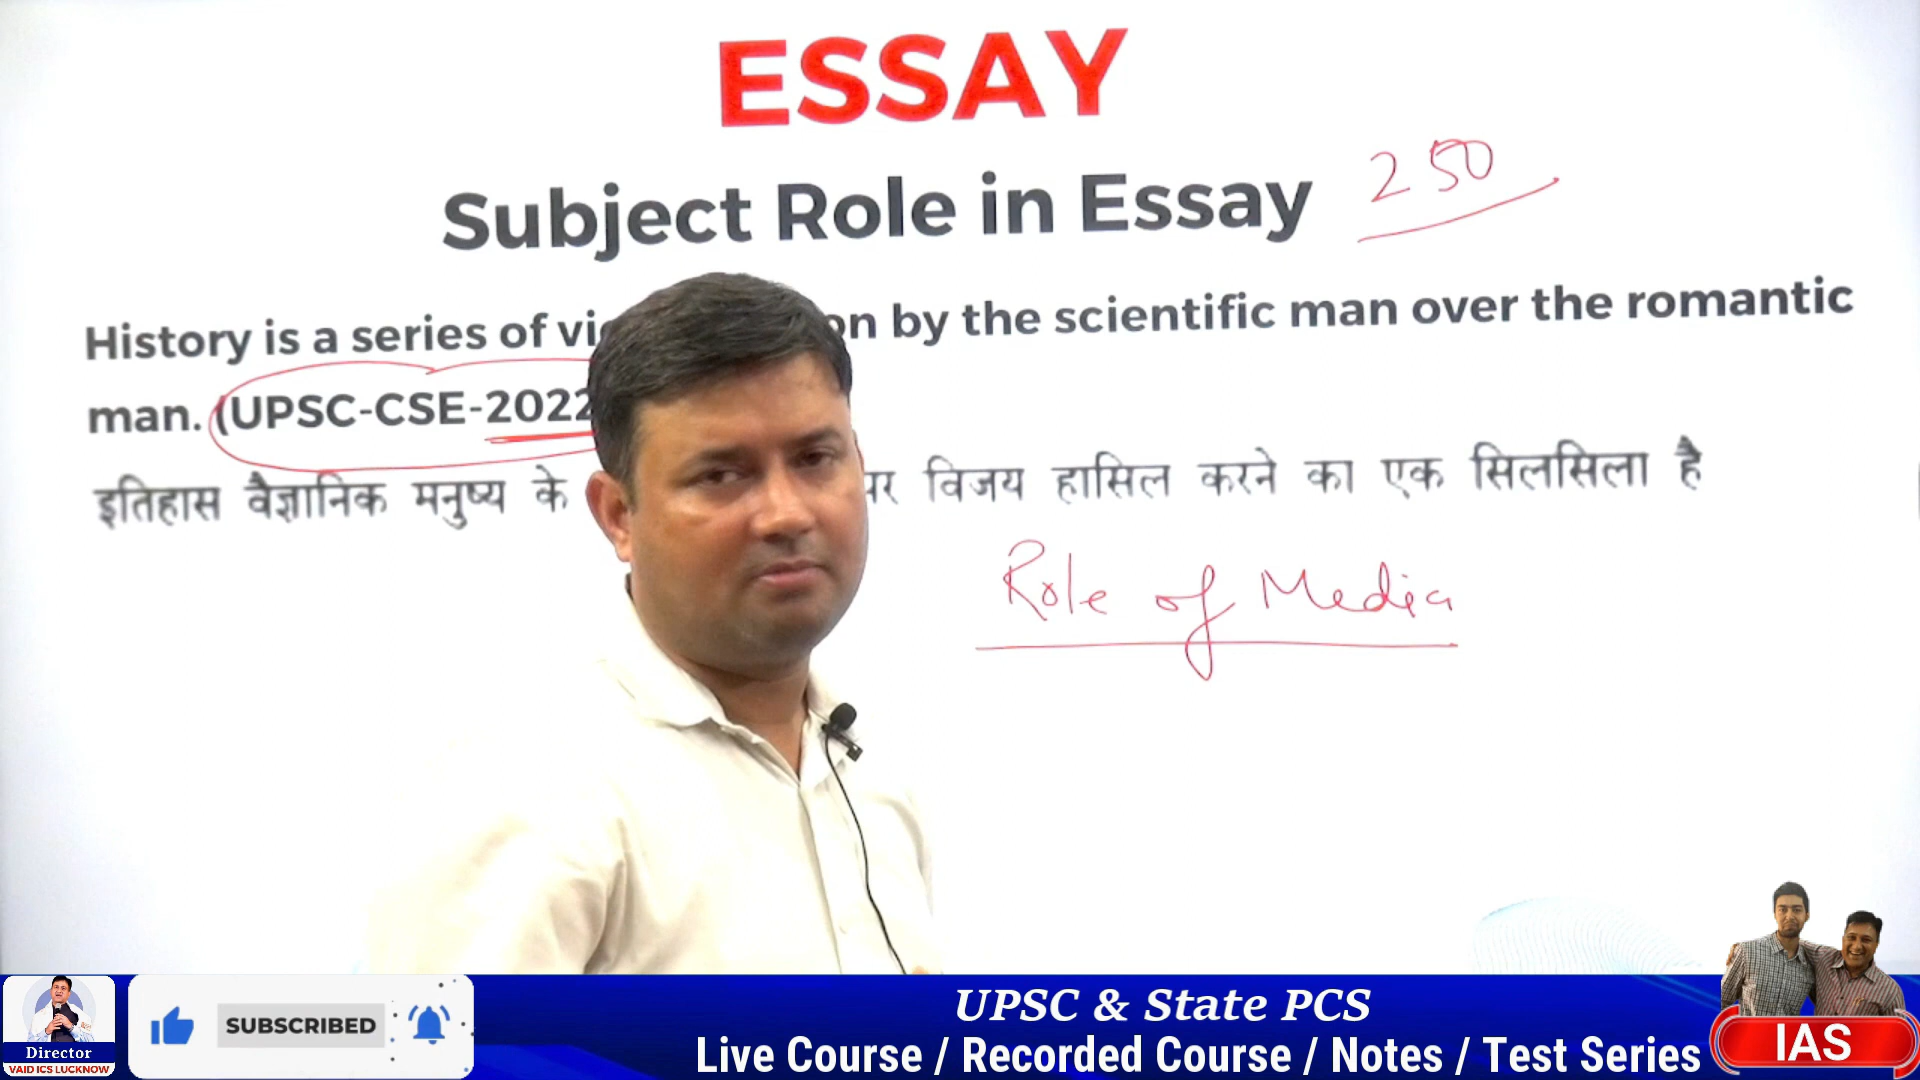 ESSAY
Subject Role in Essay
250
History is a series of on by the scientific man over the romantic
man. (UPSC-CSE-2022
इतिहास वैज्ञानिक मनुष्य के पर विजय हासिल करने का एक सिलसिला है
Role of Media
Director
VAID ICS LUCKNOW
SUBSCRIBED
UPSC & State PCS
Live Course / Recorded Course / Notes / Test Series
IAS